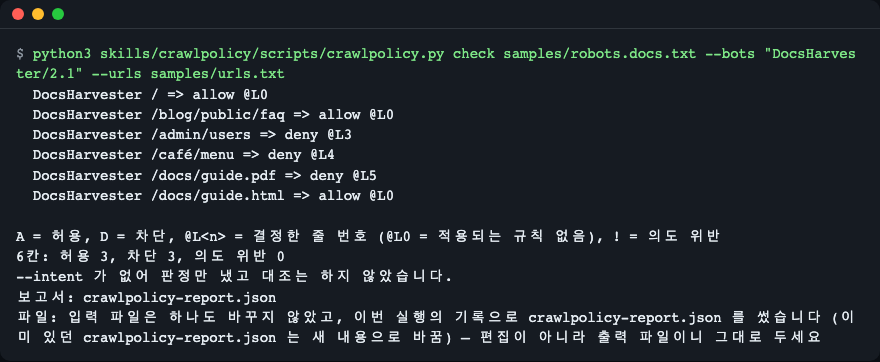 $ python3 skills/crawlpolicy/scripts/crawlpolicy.py check samples/robots.docs.txt --bots "DocsHarves
ter/2.1" --urls samples/urls.txt
DocsHarvester / => allow @L0
DocsHarvester /blog/public/faq => allow @L0
DocsHarvester /admin/users => deny @L3
DocsHarvester /café/menu => deny @L4
DocsHarvester /docs/guide.pdf => deny @L5
DocsHarvester /docs/guide.html => allow @L0
A = 허용, D = 차단, @L<n> = 결정한 줄 번호 (@L0 = 적용되는 규칙 없음), ! = 의도 위반
6칸: 허용 3, 차단 3, 의도 위반 0
--intent 가 없어 판정만 냈고 대조는 하지 않았습니다.
보고서: crawlpolicy-report.json
파일: 입력 파일은 하나도 바꾸지 않았고, 이번 실행의 기록으로 crawlpolicy-report.json 를 썼습니다 (이
미 있던 crawlpolicy-report.json 는 새 내용으로 바꿈) — 편집이 아니라 출력 파일이니 그대로 두세요